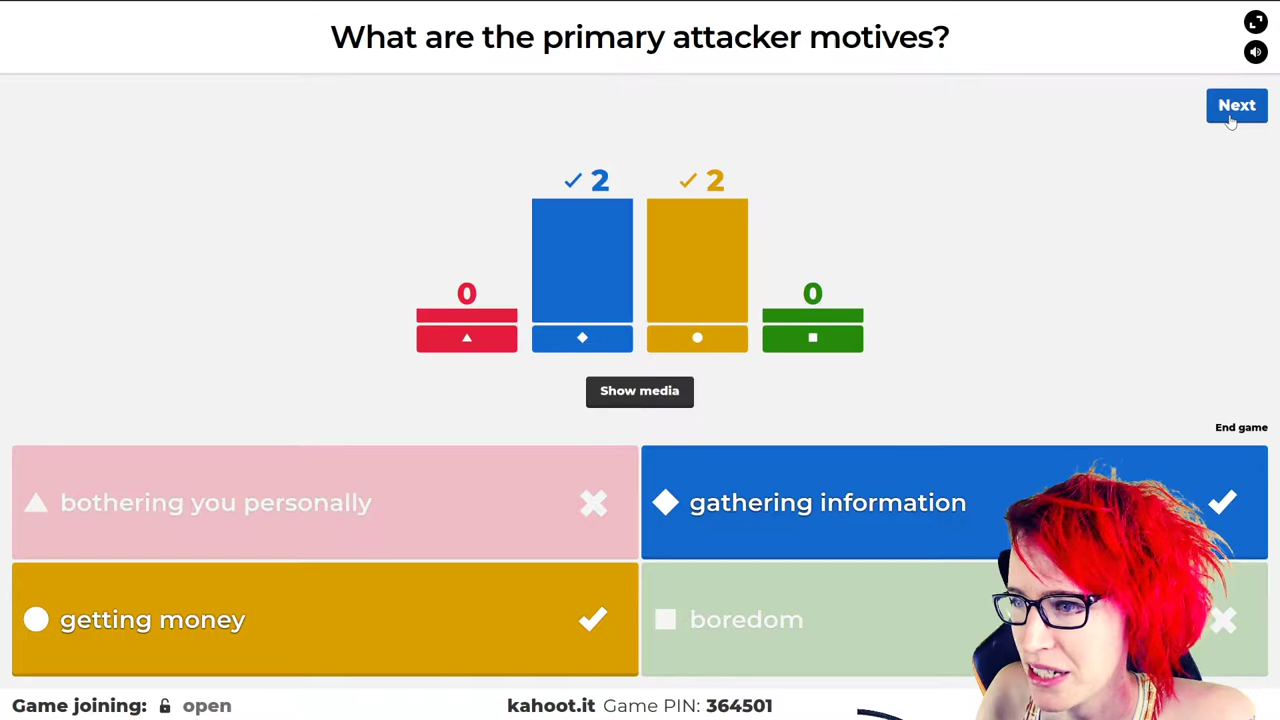 What are the primary attacker motives?
Next
2
2
0
0
Show media
End game
bothering you personally
gathering information
getting money
boredom
Game joining: open
kahoot.it Game PIN: 364501